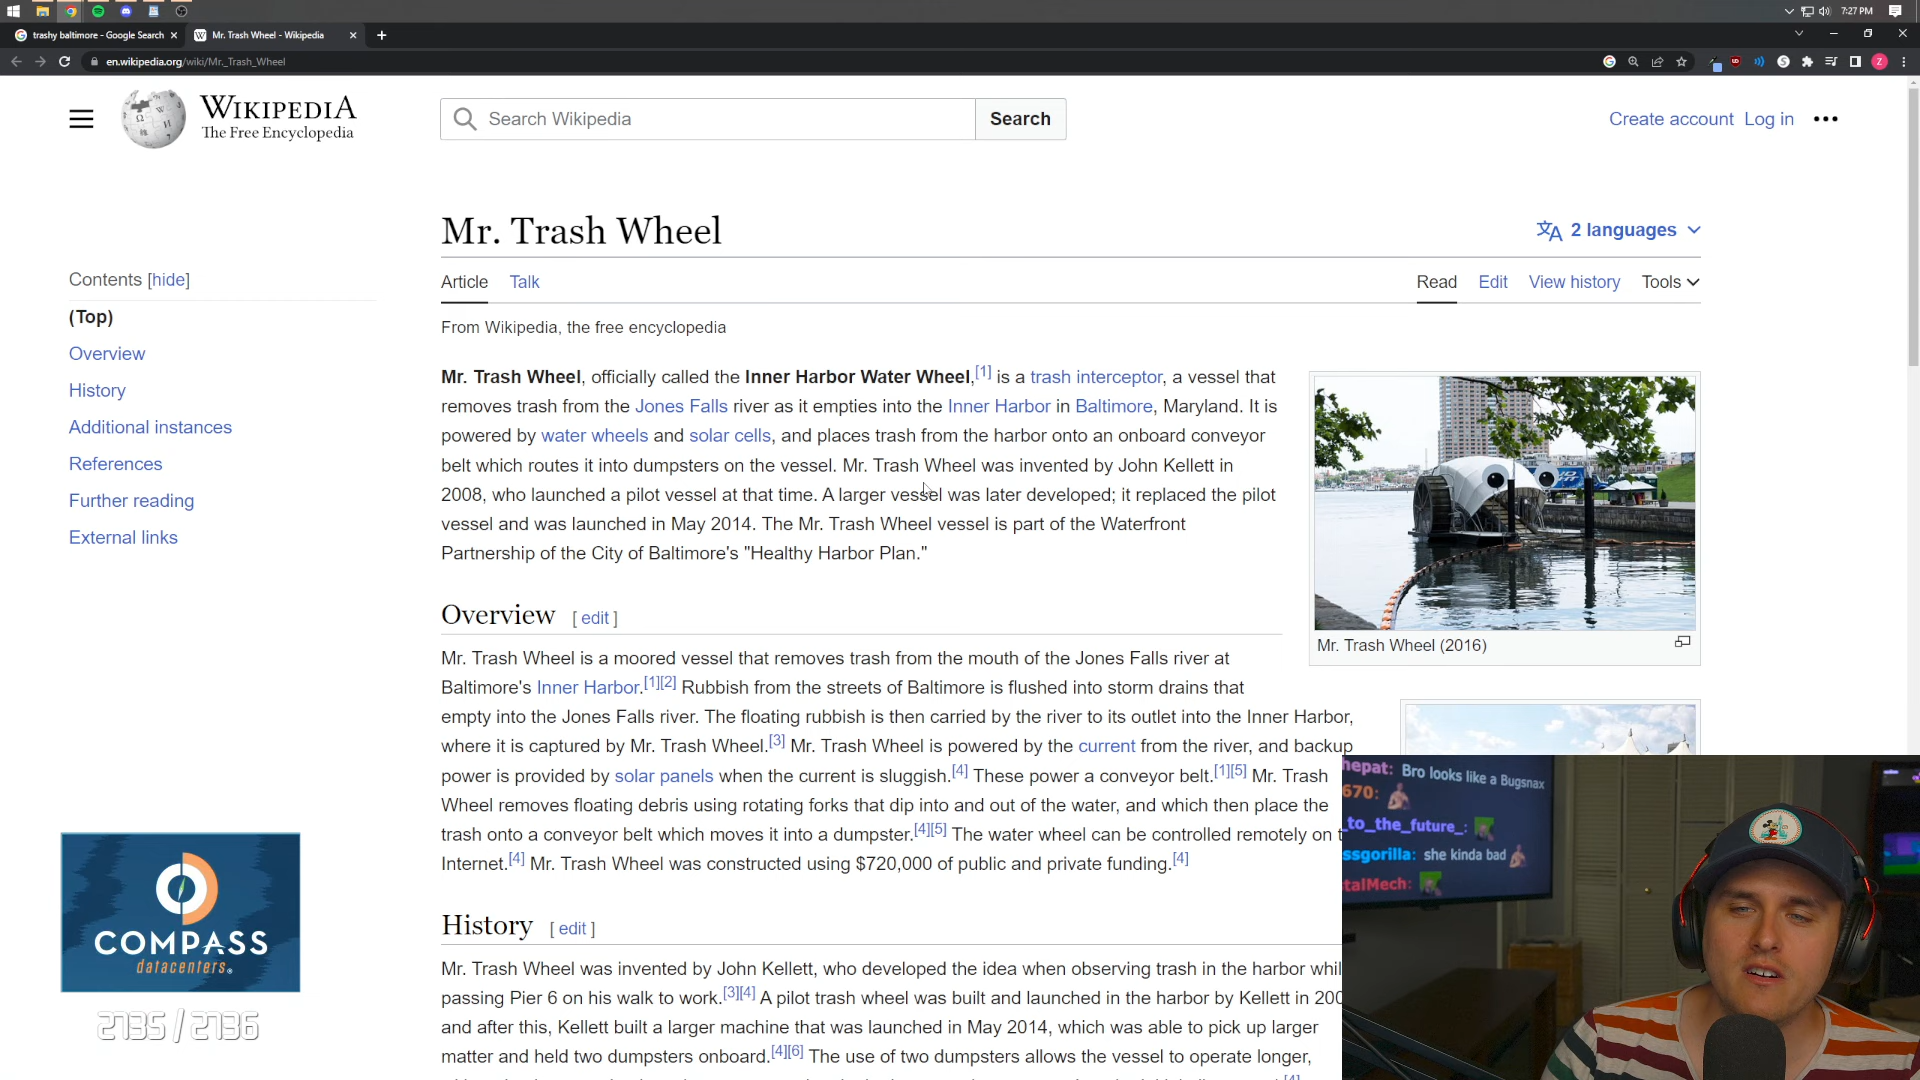 7:27 PM
trashy baltimore - Google Search
Mr. Trash Wheel - Wikipedia
en.wikipedia.org/wiki/Mr._Trash_Wheel
WIKIPEDIA
The Free Encyclopedia
Search Wikipedia
Search
Create account Log in
Mr. Trash Wheel
2 languages
Contents [hide]
(Top)
Overview
History
Additional instances
References
Further reading
External links
Article Talk
Read Edit View history Tools
From Wikipedia, the free encyclopedia
Mr. Trash Wheel, officially called the Inner Harbor Water Wheel,[1] is a trash interceptor, a vessel that
removes trash from the Jones Falls river as it empties into the Inner Harbor in Baltimore, Maryland. It is
powered by water wheels and solar cells, and places trash from the harbor onto an onboard conveyor
belt which routes it into dumpsters on the vessel. Mr. Trash Wheel was invented by John Kellett in
2008, who launched a pilot vessel at that time. A larger vessel was later developed; it replaced the pilot
vessel and was launched in May 2014. The Mr. Trash Wheel vessel is part of the Waterfront
Partnership of the City of Baltimore's "Healthy Harbor Plan."
Mr. Trash Wheel (2016)
Overview [ edit ]
Mr. Trash Wheel is a moored vessel that removes trash from the mouth of the Jones Falls river at
Baltimore's Inner Harbor.[1][2] Rubbish from the streets of Baltimore is flushed into storm drains that
empty into the Jones Falls river. The floating rubbish is then carried by the river to its outlet into the Inner Harbor,
where it is captured by Mr. Trash Wheel.[3] Mr. Trash Wheel is powered by the current from the river, and backup
power is provided by solar panels when the current is sluggish.[4] These power a conveyor belt.[1][5] Mr. Trash
Wheel removes floating debris using rotating forks that dip into and out of the water, and which then place the
trash onto a conveyor belt which moves it into a dumpster.[4][5] The water wheel can be controlled remotely on t
Internet.[4] Mr. Trash Wheel was constructed using $720,000 of public and private funding.[4]
History [ edit ]
Mr. Trash Wheel was invented by John Kellett, who developed the idea when observing trash in the harbor whil
passing Pier 6 on his walk to work.[3][4] A pilot trash wheel was built and launched in the harbor by Kellett in 200
and after this, Kellett built a larger machine that was launched in May 2014, which was able to pick up larger
matter and held two dumpsters onboard.[4][6] The use of two dumpsters allows the vessel to operate longer,
COMPASS
datacenters®
2735 / 2736
hepat: Bro looks like a Bugsnax
670:
_to_the_future_:
ssgorilla: she kinda bad
talMech: